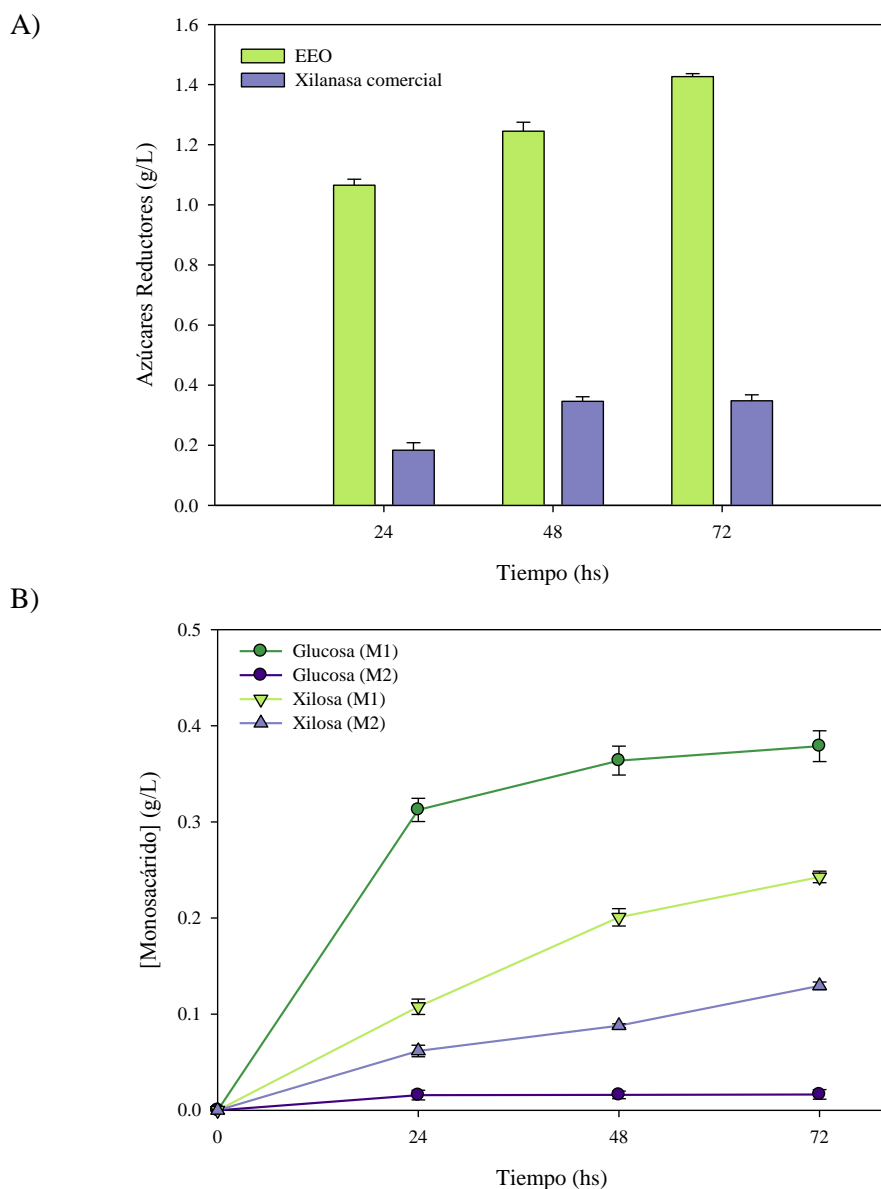 A)
1.6
1.4
1.2
1.0
0.8
0.6
0.4
0.2
0.0
Azúcares Reductores (g/L)
EEO
Xilanasa comercial
24
48
72
Tiempo (hs)
B)
0.5
0.4
0.3
0.2
0.1
0.0
[Monosacárido] (g/L)
Glucosa (M1)
Glucosa (M2)
Xilosa (M1)
Xilosa (M2)
0
24
48
72
Tiempo (hs)